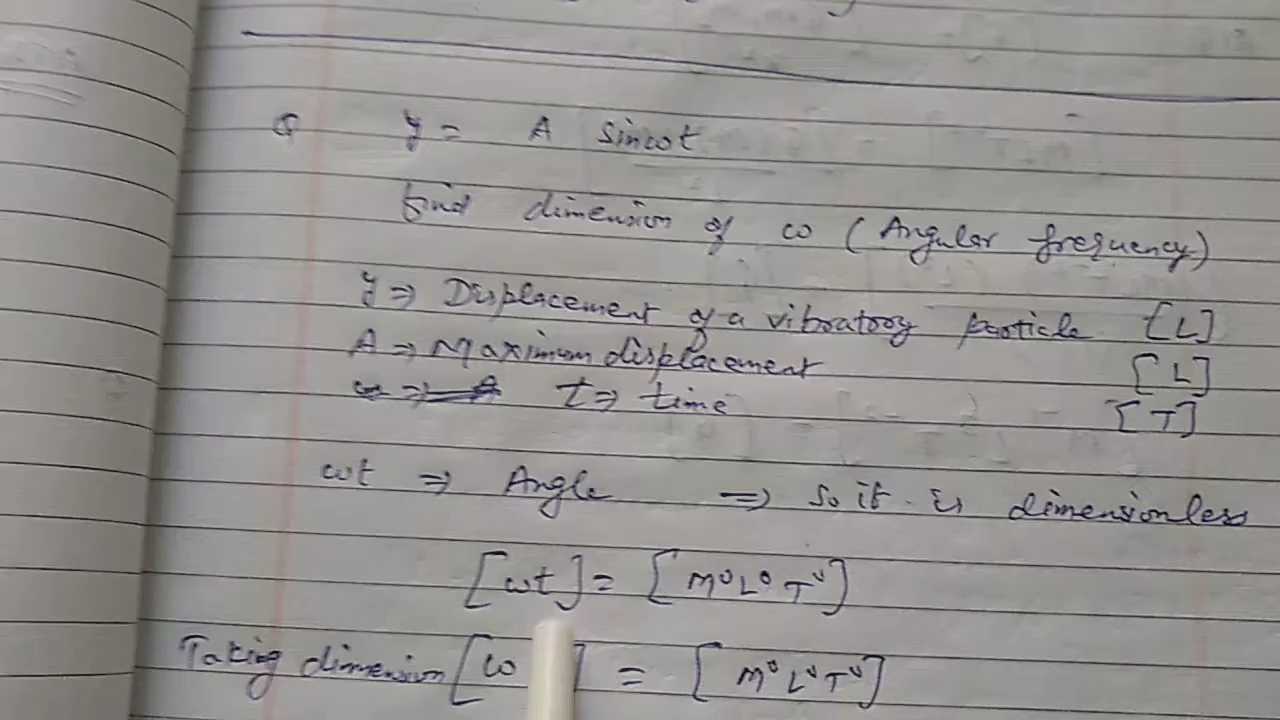 Q y = A sinωt
find dimension of ω (Angular frequency)
y ⇒ Displacement of a vibratory particle [L]
A ⇒ Maximum displacement [L]
t ⇒ time [T]
ωt ⇒ Angle ⇒ So it is dimensionless
[ωt] = [M⁰L⁰T⁰]
Taking dimension [ω ] = [M⁰L⁰T⁰]